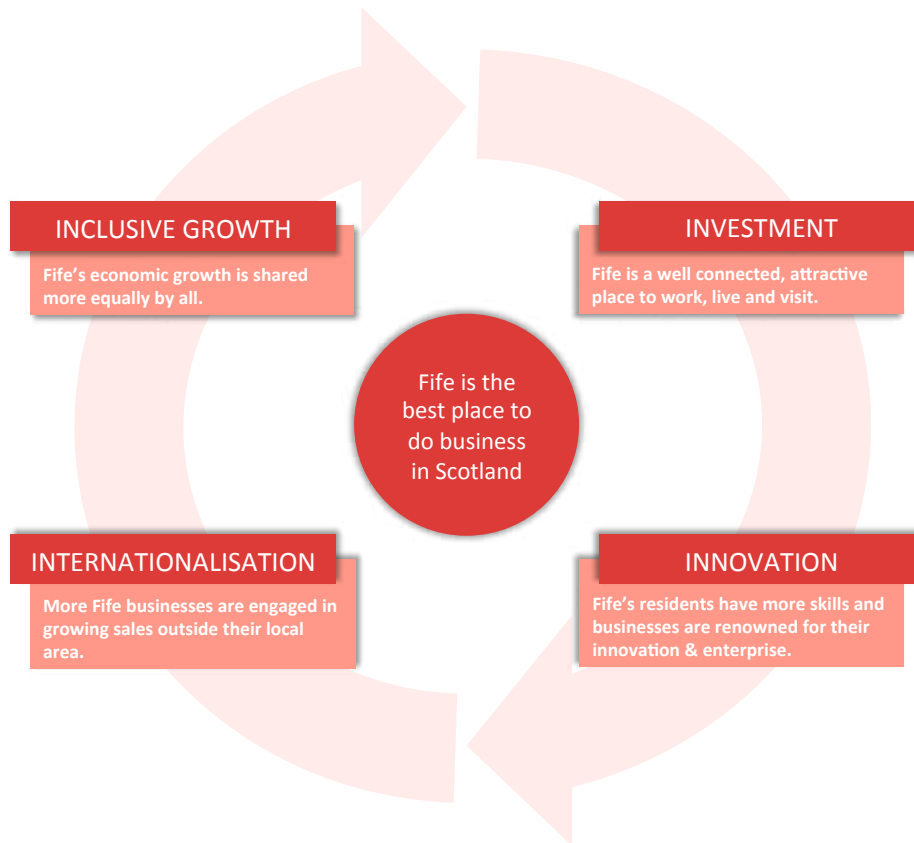 INCLUSIVE GROWTH
Fife's economic growth is shared
more equally by all.
INVESTMENT
Fife is a well connected, attractive
place to work, live and visit.
Fife is the
best place to
do business
in Scotland
INTERNATIONALISATION
More Fife businesses are engaged in
growing sales outside their local
area.
INNOVATION
Fife's residents have more skills and
businesses are renowned for their
innovation & enterprise.